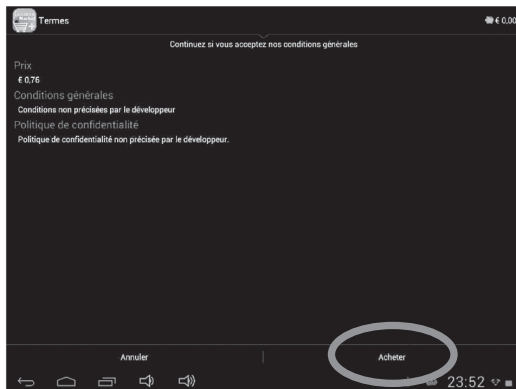 Termes
€ 0,00
Continuez si vous acceptez nos conditions générales
Prix
€ 0,76
Conditions générales
Conditions non précisées par le développeur
Politique de confidentialité
Politique de confidentialité non précisée par le développeur.
Annuler
Acheter
23:52